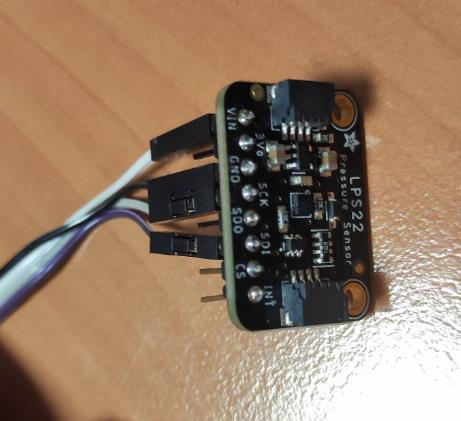 LPS22
Pressure Sensor
VIN
3Vo
GND
SCK
SDO
SDI
CS
INT